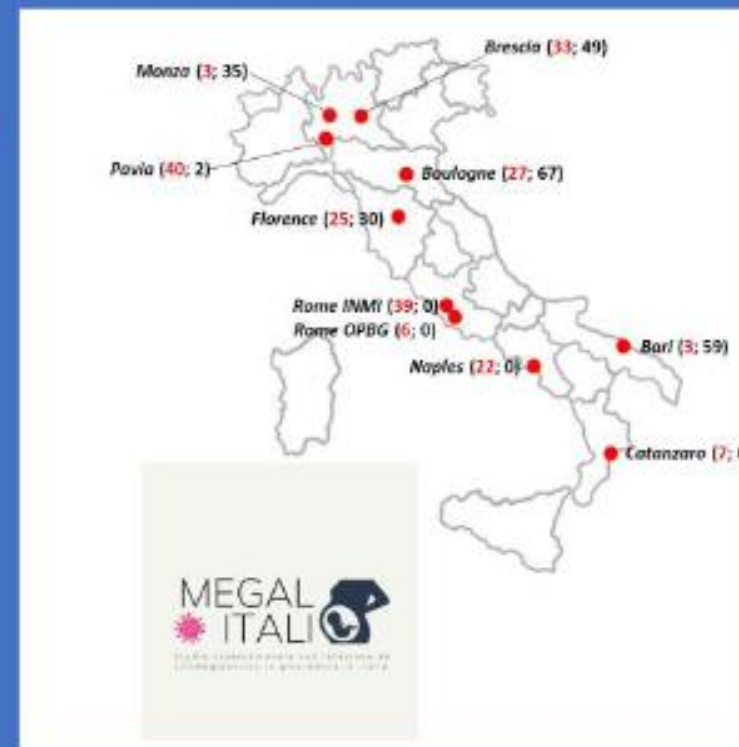 Brescia (33; 49)
Monza (3; 35)
Pavia (40; 2)
Boulogne (27; 67)
Florence (25; 30)
Rome INMI (39; 0)
Rome OPBG (6; 0)
Bari (3; 59)
Naples (22; 0)
Catanzaro (7;
MEGAL
ITALI